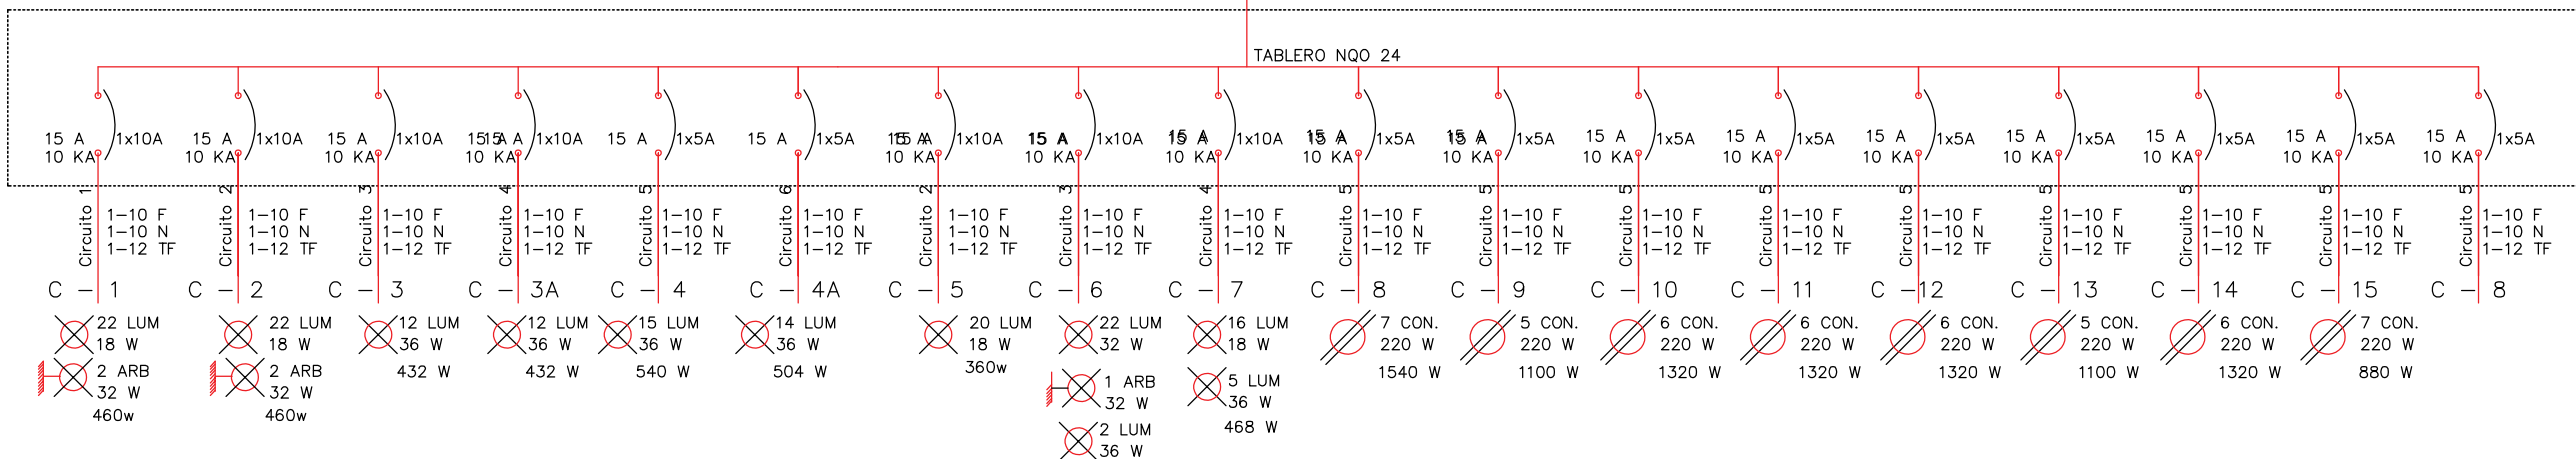 TABLERO NQO 24
15 A 1x10A 15 A 1x10A 15 A 1x10A 15 A 1x10A 15 A 1x5A 15 A 1x5A 15 A 1x10A 15 A 1x10A 15 A 1x10A 15 A 1x5A 15 A 1x5A 15 A 1x5A 15 A 1x5A 15 A 1x5A 15 A 1x5A 15 A 1x5A 15 A 1x5A 15 A 1x5A
10 KA 10 KA 10 KA 10 KA 10 KA 10 KA 10 KA 10 KA 10 KA 10 KA 10 KA 10 KA 10 KA 10 KA 10 KA
Circuito 1 Circuito 2 Circuito 3 Circuito 4 Circuito 5 Circuito 6 Circuito 2 Circuito 3 Circuito 4 Circuito 5 Circuito 5 Circuito 5 Circuito 5 Circuito 5 Circuito 5 Circuito 5 Circuito 5 Circuito 5
1-10 F 1-10 F 1-10 F 1-10 F 1-10 F 1-10 F 1-10 F 1-10 F 1-10 F 1-10 F 1-10 F 1-10 F 1-10 F 1-10 F 1-10 F 1-10 F 1-10 F 1-10 F
1-10 N 1-10 N 1-10 N 1-10 N 1-10 N 1-10 N 1-10 N 1-10 N 1-10 N 1-10 N 1-10 N 1-10 N 1-10 N 1-10 N 1-10 N 1-10 N 1-10 N 1-10 N
1-12 TF 1-12 TF 1-12 TF 1-12 TF 1-12 TF 1-12 TF 1-12 TF 1-12 TF 1-12 TF 1-12 TF 1-12 TF 1-12 TF 1-12 TF 1-12 TF 1-12 TF 1-12 TF 1-12 TF 1-12 TF
C - 1 C - 2 C - 3 C - 3A C - 4 C - 4A C - 5 C - 6 C - 7 C - 8 C - 9 C - 10 C - 11 C - 12 C - 13 C - 14 C - 15 C - 8
22 LUM 22 LUM 12 LUM 12 LUM 15 LUM 14 LUM 20 LUM 22 LUM 16 LUM 7 CON. 5 CON. 6 CON. 6 CON. 6 CON. 5 CON. 6 CON. 7 CON.
18 W 18 W 36 W 36 W 36 W 36 W 18 W 32 W 18 W 220 W 220 W 220 W 220 W 220 W 220 W 220 W 220 W
360w
2 ARB 2 ARB 432 W 432 W 540 W 504 W 1540 W 1100 W 1320 W 1320 W 1320 W 1100 W 1320 W 880 W
1 ARB 5 LUM
32 W 32 W
32 W 36 W
460w 460w
2 LUM 468 W
36 W